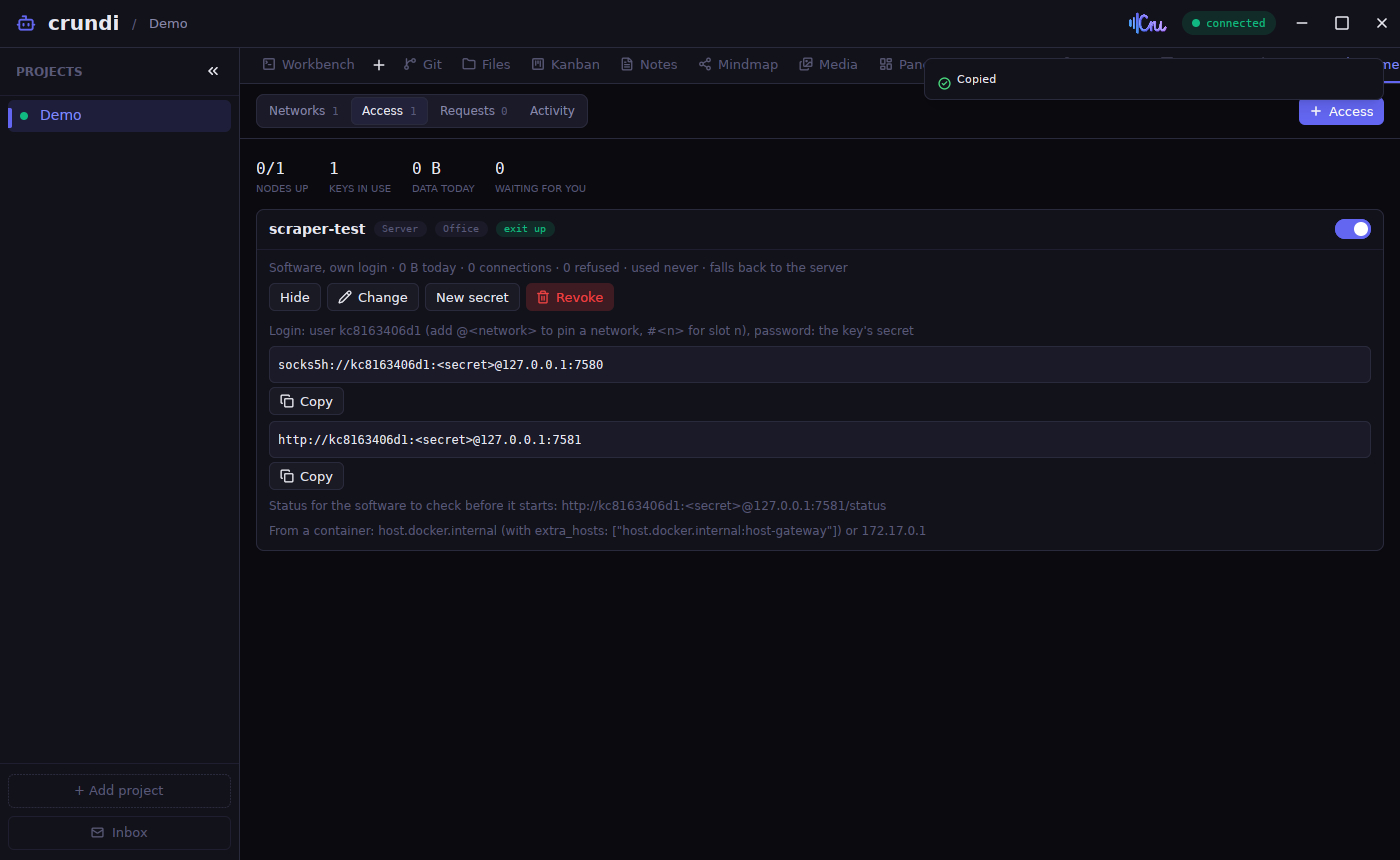 crundi / Demo
Cru
connected
PROJECTS
Workbench
Git
Files
Kanban
Notes
Mindmap
Media
Copied
Demo
Networks 1
Access 1
Requests 0
Activity
+ Access
0/1
NODES UP
1
KEYS IN USE
0 B
DATA TODAY
0
WAITING FOR YOU
scraper-test
Server
Office
exit up
Software, own login · 0 B today · 0 connections · 0 refused · used never · falls back to the server
Hide
Change
New secret
Revoke
Login: user kc8163406d1 (add @<network> to pin a network, #<n> for slot n), password: the key's secret
socks5h://kc8163406d1:<secret>@127.0.0.1:7580
Copy
http://kc8163406d1:<secret>@127.0.0.1:7581
Copy
Status for the software to check before it starts: http://kc8163406d1:<secret>@127.0.0.1:7581/status
From a container: host.docker.internal (with extra_hosts: ["host.docker.internal:host-gateway"]) or 172.17.0.1
+ Add project
Inbox